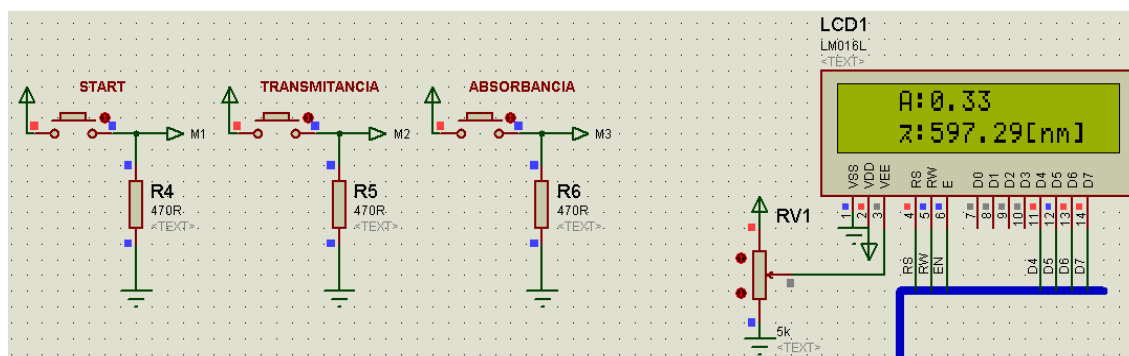 LCD1
LM016L
<TEXT>
START
TRANSMITANCIA
ABSORBANCIA
A:0.33
M1
M2
M3
VSS VDD VEE RS RW E D0 D1 D2 D3 D4 D5 D6 D7
1 2 3 4 5 6 7 8 9 10 11 12 13 14
R4
470R
<TEXT>
R5
470R
<TEXT>
R6
470R
<TEXT>
RV1
RS RW EN D4 D5 D6 D7
5k
<TEXT>